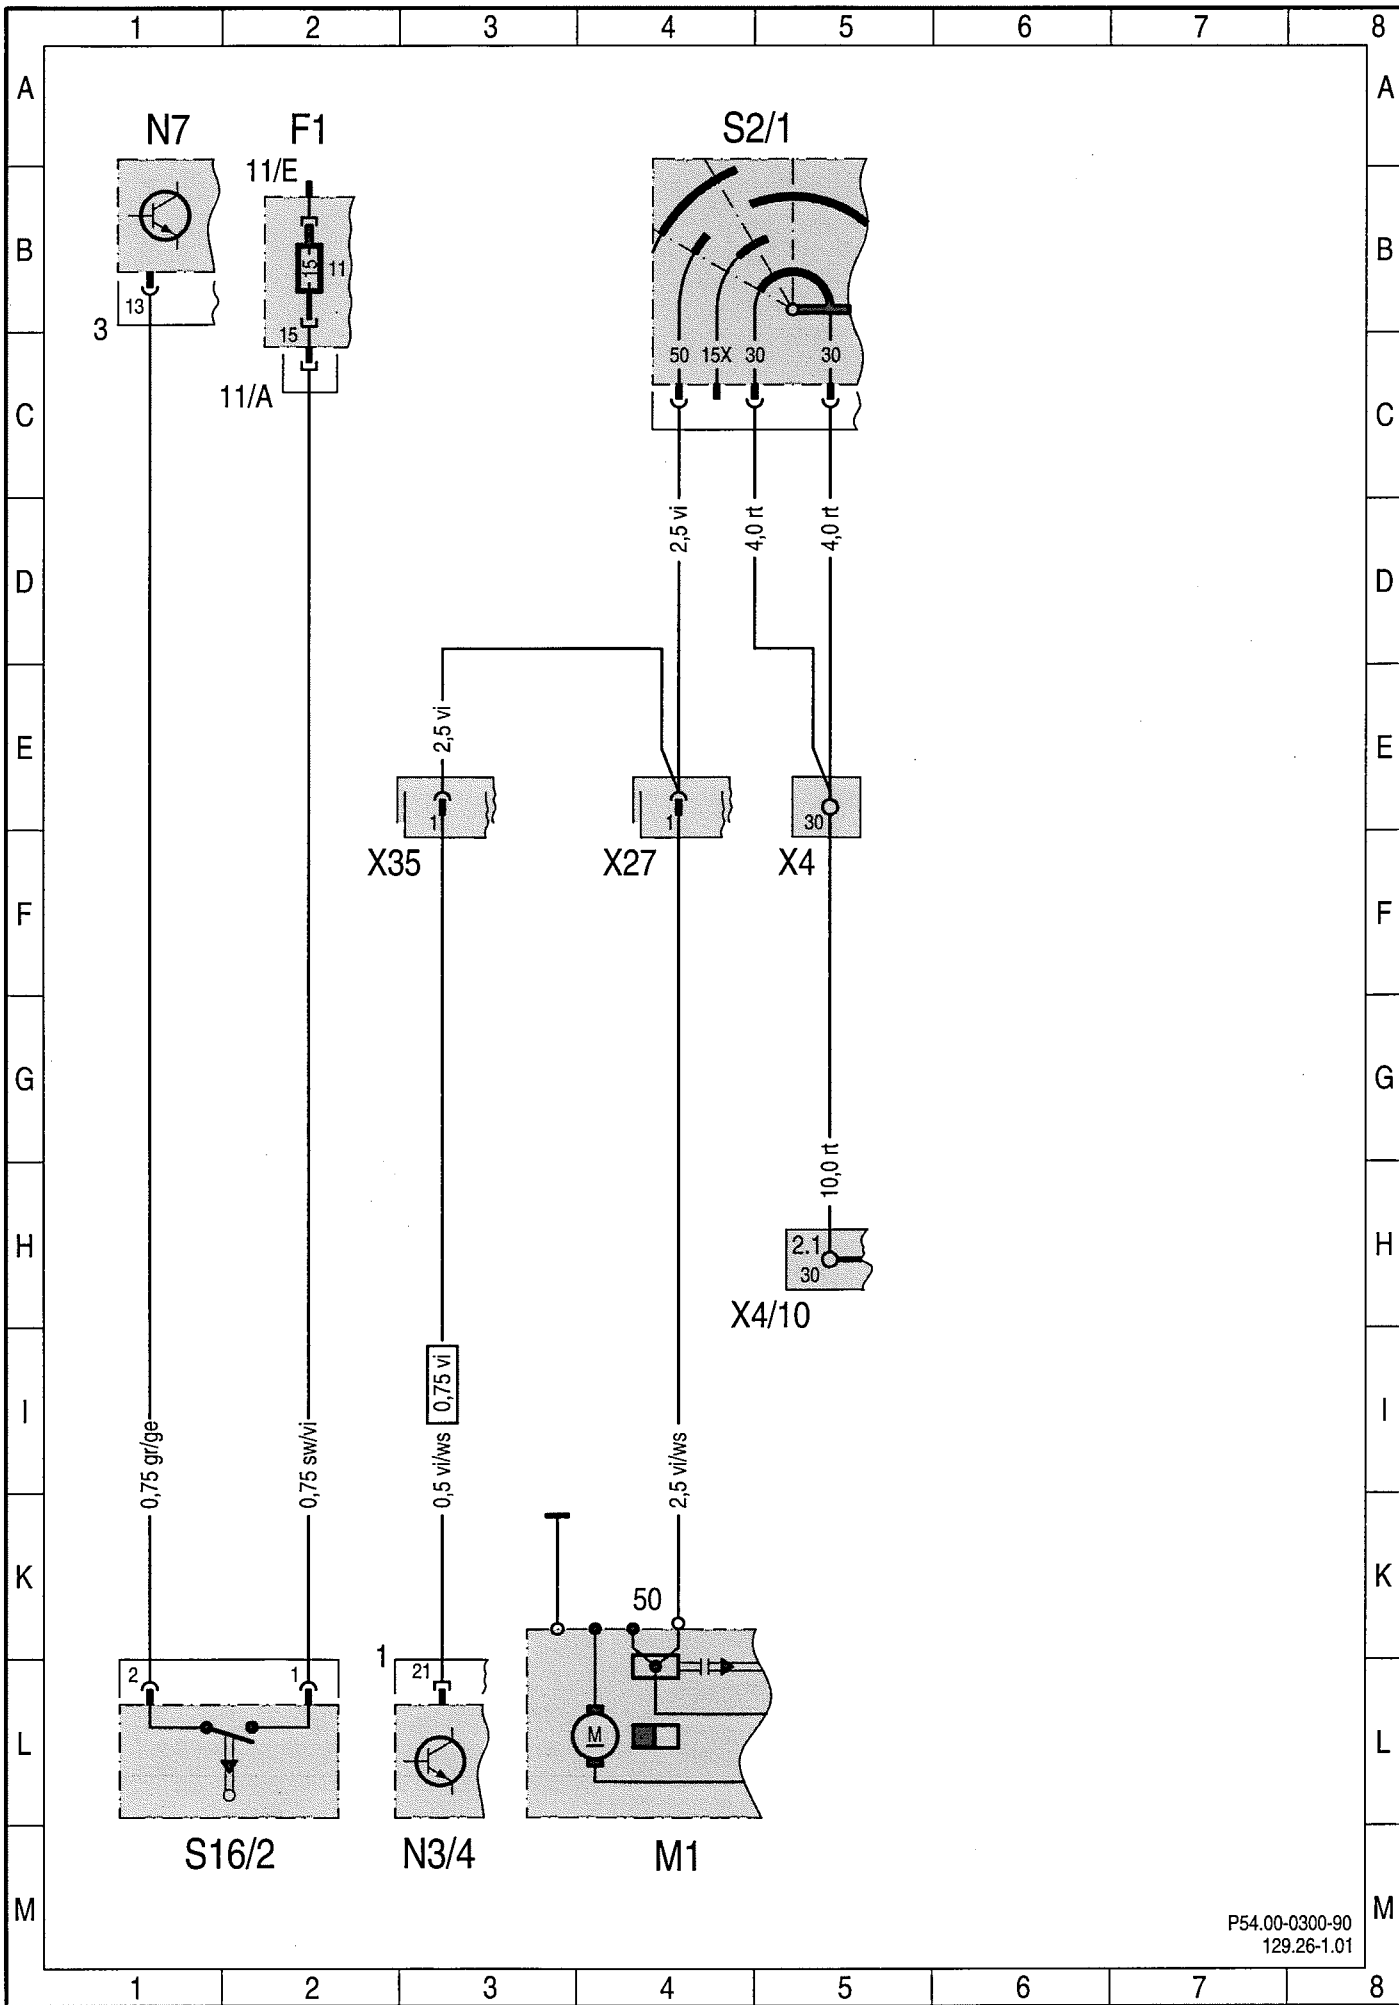 1 2 3 4 5 6 7 8
A A
N7 F1 S2/1
11/E
B B
15 11
13
3 15
50 15X 30 30
11/A
C C
2,5 vi 4,0 rt 4,0 rt
D D
2,5 vi
E E
1 1 30
X35 X27 X4
F F
G G
10,0 rt
H H
2.1
30
X4/10
0,75 vi
I I
0,75 gr/ge 0,75 sw/vi 0,5 vi/ws 2,5 vi/ws
K K
50
1
2 1 21
M
L L
S16/2 N3/4 M1
M M
P54.00-0300-90
129.26-1.01
1 2 3 4 5 6 7 8